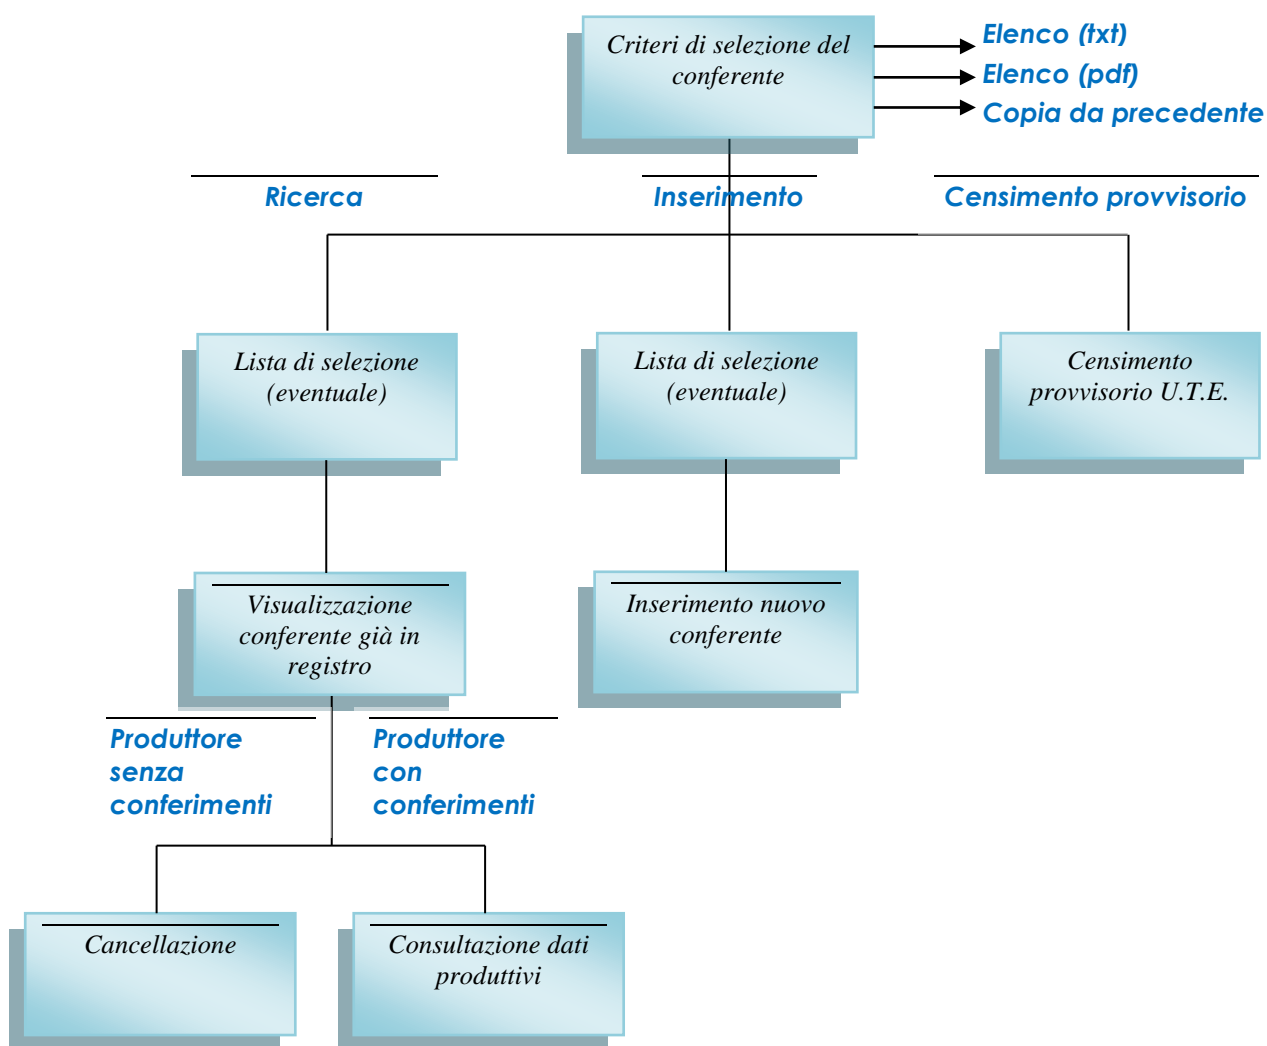 Criteri di selezione del
conferente
Elenco (txt)
Elenco (pdf)
Copia da precedente
Ricerca
Inserimento
Censimento provvisorio
Lista di selezione
(eventuale)
Lista di selezione
(eventuale)
Censimento
provvisorio U.T.E.
Visualizzazione
conferente già in
registro
Inserimento nuovo
conferente
Produttore
senza
conferimenti
Produttore
con
conferimenti
Cancellazione
Consultazione dati
produttivi